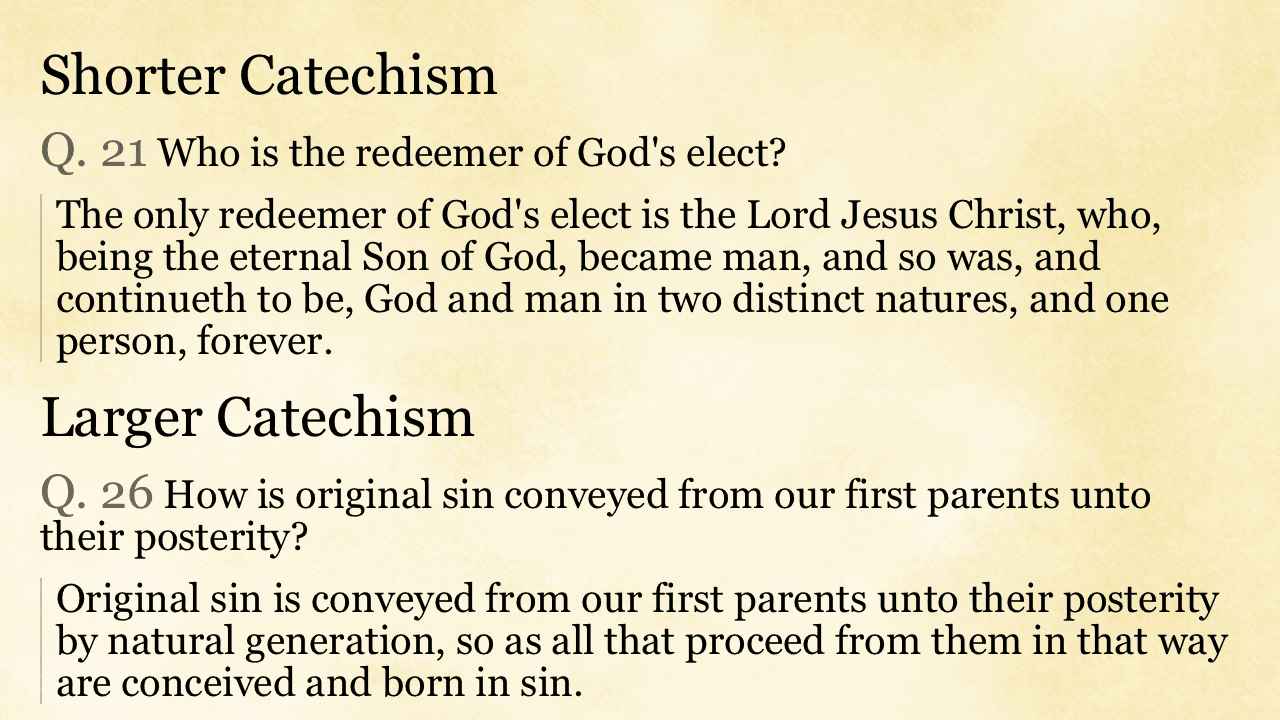 Shorter Catechism
Q. 21 Who is the redeemer of God's elect?
The only redeemer of God's elect is the Lord Jesus Christ, who,
being the eternal Son of God, became man, and so was, and
continueth to be, God and man in two distinct natures, and one
person, forever.
Larger Catechism
Q. 26 How is original sin conveyed from our first parents unto
their posterity?
Original sin is conveyed from our first parents unto their posterity
by natural generation, so as all that proceed from them in that way
are conceived and born in sin.